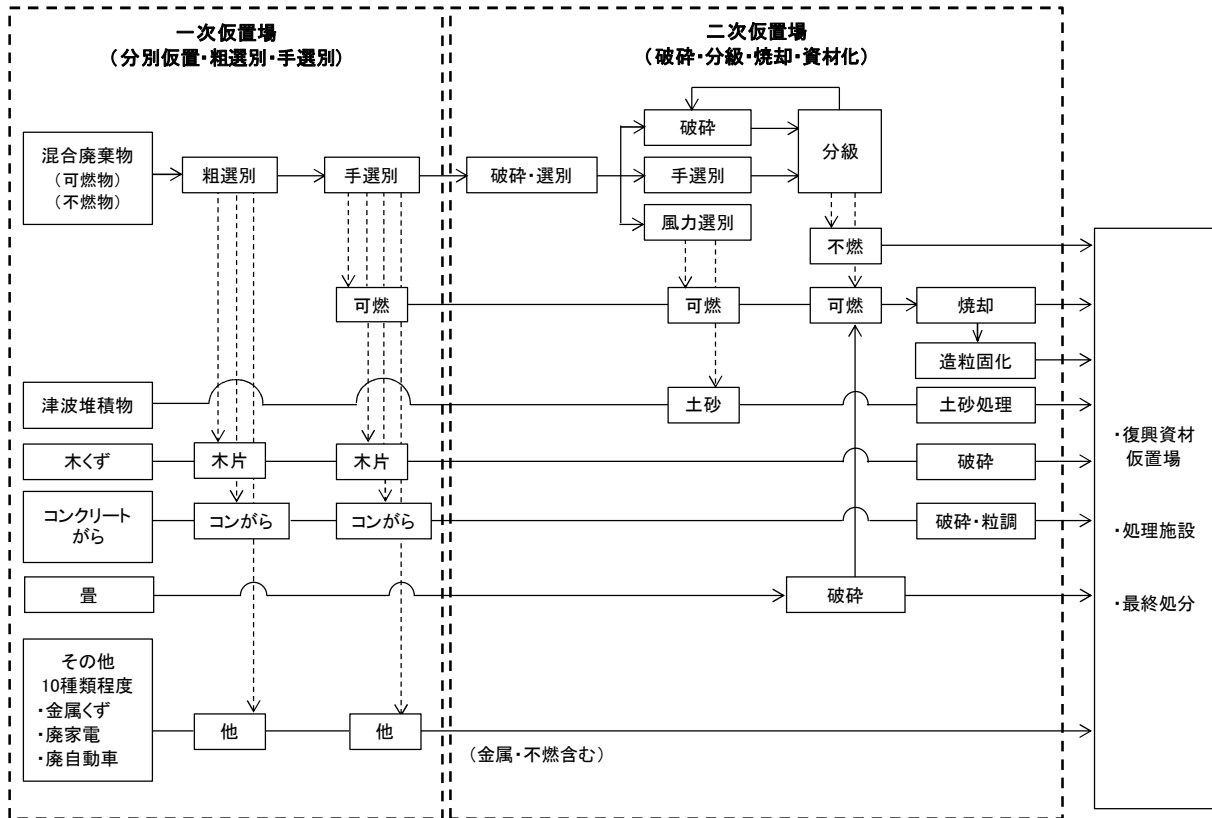 一次仮置場
（分別仮置・粗選別・手選別）
二次仮置場
（破砕・分級・焼却・資材化）
混合廃棄物
（可燃物）
（不燃物）
粗選別
手選別
破砕・選別
破砕
手選別
風力選別
分級
不燃
可燃
可燃
可燃
焼却
造粒固化
津波堆積物
土砂
土砂処理
木くず
木片
木片
破砕
コンクリート
がら
コンがら
コンがら
破砕・粒調
畳
破砕
その他
10種類程度
・金属くず
・廃家電
・廃自動車
他
他
（金属・不燃含む）
・復興資材
仮置場
・処理施設
・最終処分